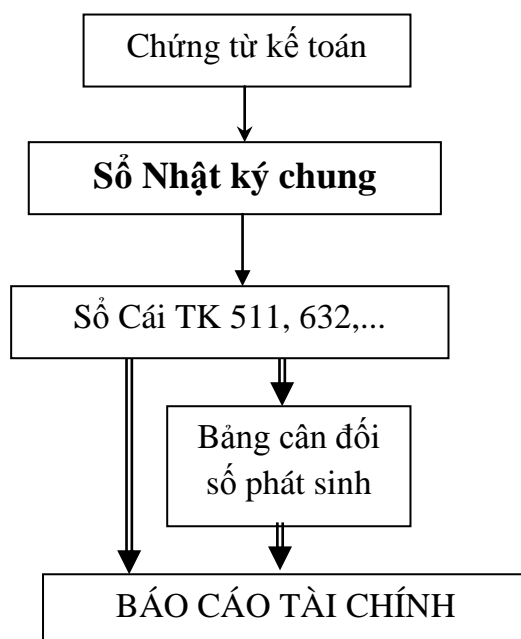 Chứng từ kế toán
Sổ Nhật ký chung
Sổ Cái TK 511, 632,...
Bảng cân đối
số phát sinh
BÁO CÁO TÀI CHÍNH